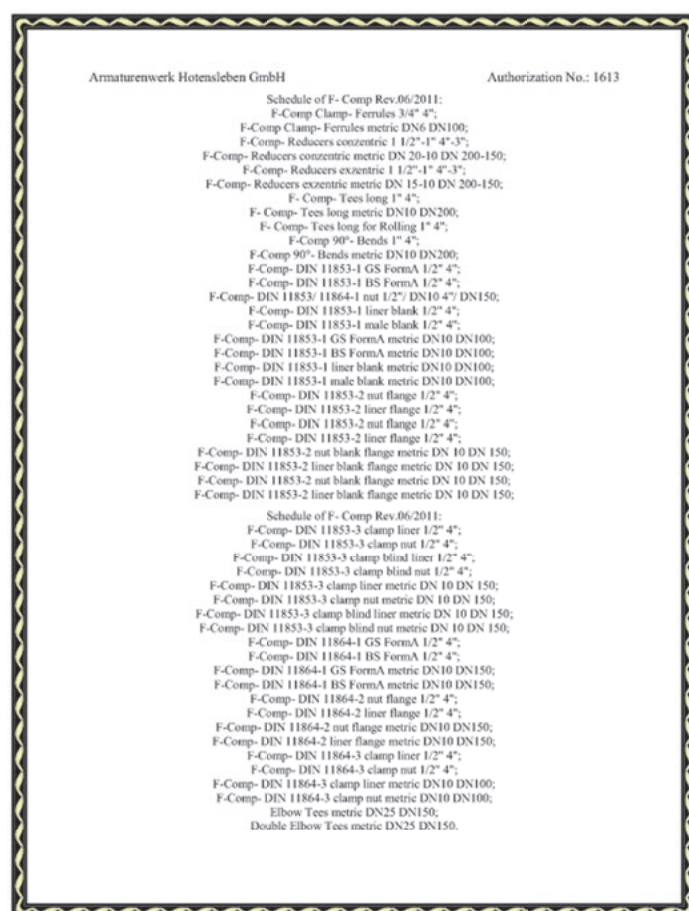 Armaturenwerk Hotensleben GmbH Authorization No.: 1613
Schedule of F- Comp Rev.06/2011:
F-Comp Clamp- Ferrules 3/4" 4";
F-Comp Clamp- Ferrules metric DN6 DN100;
F-Comp- Reducers conzentric 1 1/2"-1" 4"-3";
F-Comp- Reducers conzentric metric DN 20-10 DN 200-150;
F-Comp- Reducers exzentric 1 1/2"-1" 4"-3";
F-Comp- Reducers exzentric metric DN 15-10 DN 200-150;
F- Comp- Tees long 1" 4";
F- Comp- Tees long metric DN10 DN200;
F- Comp- Tees long for Rolling 1" 4";
F-Comp 90°- Bends 1" 4";
F-Comp 90°- Bends metric DN10 DN200;
F-Comp- DIN 11853-1 GS FormA 1/2" 4";
F-Comp- DIN 11853-1 BS FormA 1/2" 4";
F-Comp- DIN 11853/ 11864-1 nut 1/2"/ DN10 4"/ DN150;
F-Comp- DIN 11853-1 liner blank 1/2" 4";
F-Comp- DIN 11853-1 male blank 1/2" 4";
F-Comp- DIN 11853-1 GS FormA metric DN10 DN100;
F-Comp- DIN 11853-1 BS FormA metric DN10 DN100;
F-Comp- DIN 11853-1 liner blank metric DN10 DN100;
F-Comp- DIN 11853-1 male blank metric DN10 DN100;
F-Comp- DIN 11853-2 nut flange 1/2" 4";
F-Comp- DIN 11853-2 liner flange 1/2" 4";
F-Comp- DIN 11853-2 nut flange 1/2" 4";
F-Comp- DIN 11853-2 liner flange 1/2" 4";
F-Comp- DIN 11853-2 nut blank flange metric DN 10 DN 150;
F-Comp- DIN 11853-2 liner blank flange metric DN 10 DN 150;
F-Comp- DIN 11853-2 nut blank flange metric DN 10 DN 150;
F-Comp- DIN 11853-2 liner blank flange metric DN 10 DN 150;
Schedule of F- Comp Rev.06/2011:
F-Comp- DIN 11853-3 clamp liner 1/2" 4";
F-Comp- DIN 11853-3 clamp nut 1/2" 4";
F-Comp- DIN 11853-3 clamp blind liner 1/2" 4";
F-Comp- DIN 11853-3 clamp blind nut 1/2" 4";
F-Comp- DIN 11853-3 clamp liner metric DN 10 DN 150;
F-Comp- DIN 11853-3 clamp nut metric DN 10 DN 150;
F-Comp- DIN 11853-3 clamp blind liner metric DN 10 DN 150;
F-Comp- DIN 11853-3 clamp blind nut metric DN 10 DN 150;
F-Comp- DIN 11864-1 GS FormA 1/2" 4";
F-Comp- DIN 11864-1 BS FormA 1/2" 4";
F-Comp- DIN 11864-1 GS FormA metric DN10 DN150;
F-Comp- DIN 11864-1 BS FormA metric DN10 DN150;
F-Comp- DIN 11864-2 nut flange 1/2" 4";
F-Comp- DIN 11864-2 liner flange 1/2" 4";
F-Comp- DIN 11864-2 nut flange metric DN10 DN150;
F-Comp- DIN 11864-2 liner flange metric DN10 DN150;
F-Comp- DIN 11864-3 clamp liner 1/2" 4";
F-Comp- DIN 11864-3 clamp nut 1/2" 4";
F-Comp- DIN 11864-3 clamp liner metric DN10 DN100;
F-Comp- DIN 11864-3 clamp nut metric DN10 DN100;
Elbow Tees metric DN25 DN150;
Double Elbow Tees metric DN25 DN150.